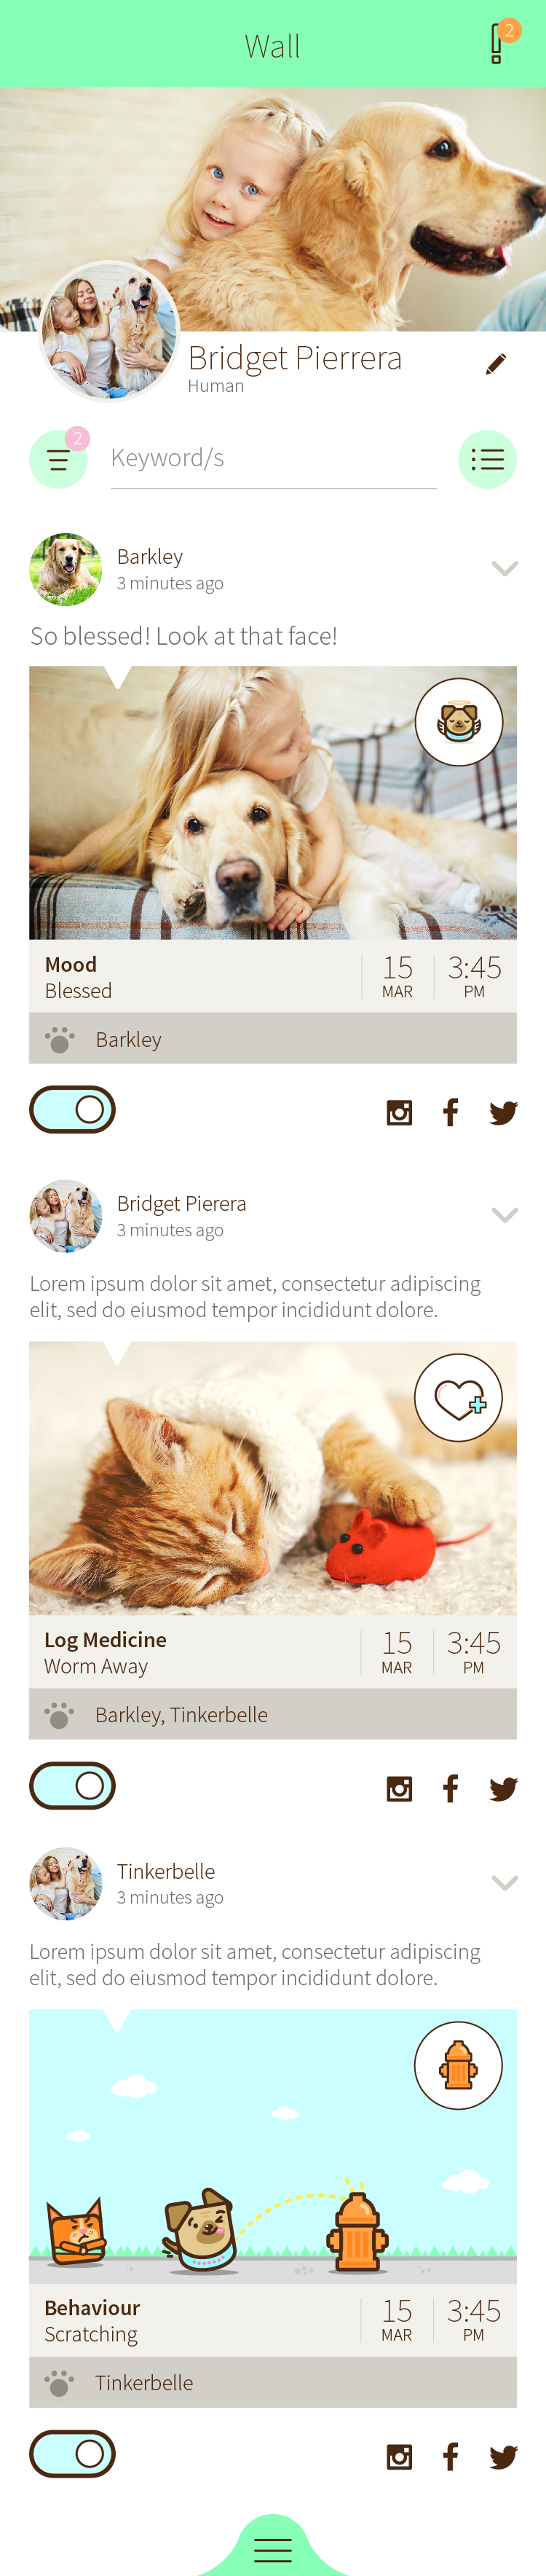 Wall
2
Bridget Pierrera
Human
2
Keyword/s
Barkley
3 minutes ago
So blessed! Look at that face!
Mood
Blessed
15
MAR
3:45
PM
Barkley
Bridget Pierera
3 minutes ago
Lorem ipsum dolor sit amet, consectetur adipiscing
elit, sed do eiusmod tempor incididunt dolore.
Log Medicine
Worm Away
15
MAR
3:45
PM
Barkley, Tinkerbelle
Tinkerbelle
3 minutes ago
Lorem ipsum dolor sit amet, consectetur adipiscing
elit, sed do eiusmod tempor incididunt dolore.
Behaviour
Scratching
15
MAR
3:45
PM
Tinkerbelle